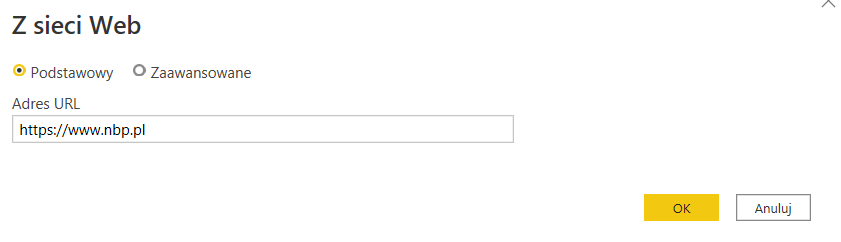 Z sieci Web
Podstawowy Zaawansowane
Adres URL
https://www.nbp.pl
OK Anuluj